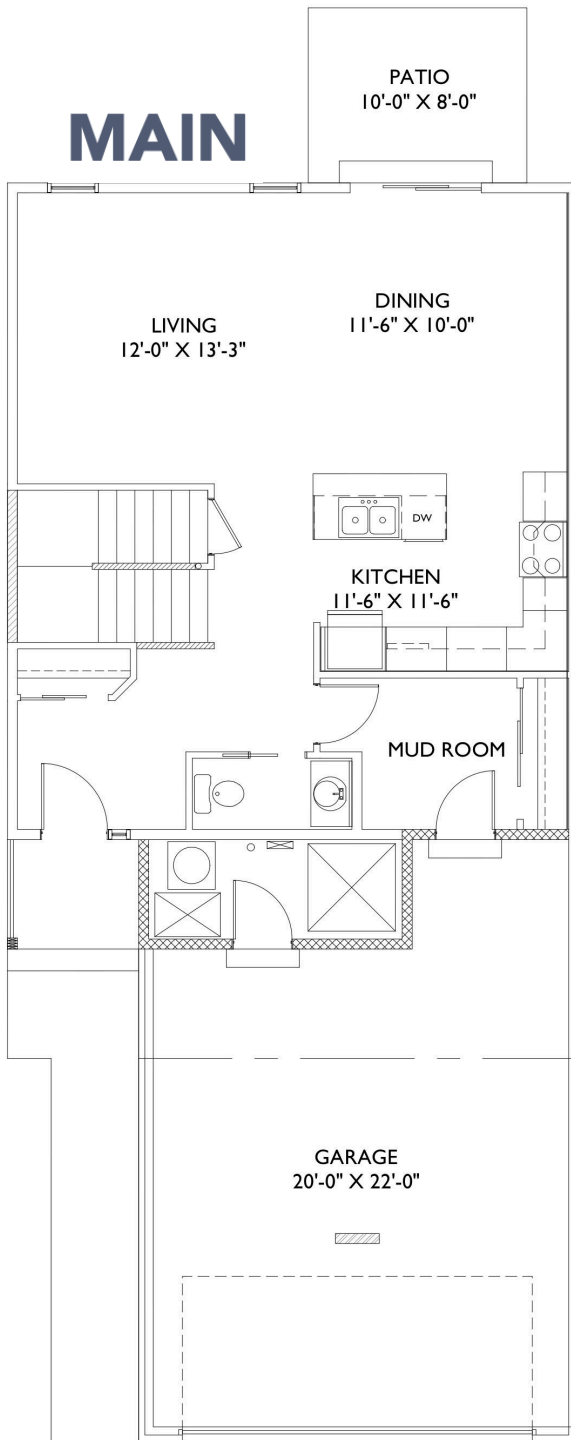 PATIO
10'-0" X 8'-0"
MAIN
DINING
11'-6" X 10'-0"
LIVING
12'-0" X 13'-3"
DW
KITCHEN
11'-6" X 11'-6"
MUD ROOM
GARAGE
20'-0" X 22'-0"